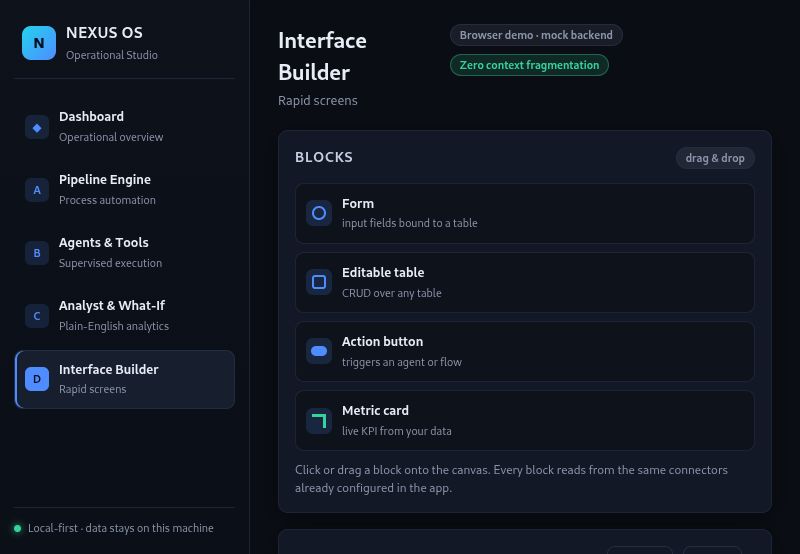 N
NEXUS OS
Operational Studio
◆
Dashboard
Operational overview
A
Pipeline Engine
Process automation
B
Agents & Tools
Supervised execution
C
Analyst & What-If
Plain-English analytics
D
Interface Builder
Rapid screens
Local-first · data stays on this machine
Interface
Builder
Rapid screens
Browser demo · mock backend
Zero context fragmentation
BLOCKS
drag & drop
Form
input fields bound to a table
Editable table
CRUD over any table
Action button
triggers an agent or flow
Metric card
live KPI from your data
Click or drag a block onto the canvas. Every block reads from the same connectors
already configured in the app.